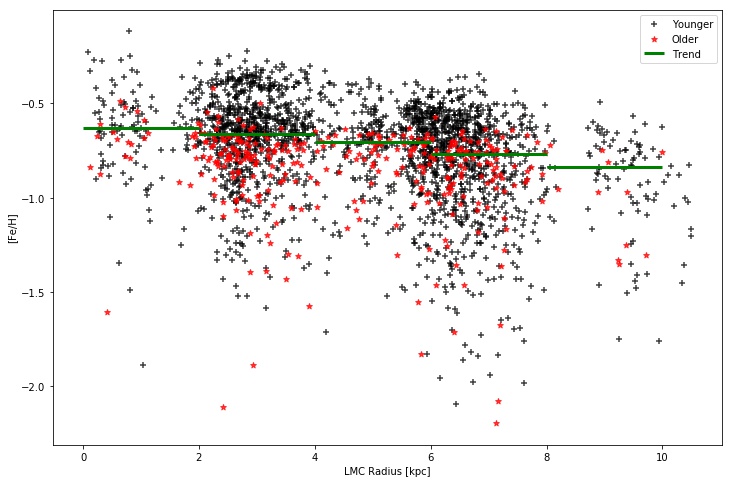 Younger
Older
Trend
−0.5
−1.0
−1.5
−2.0
[Fe/H]
0 2 4 6 8 10
LMC Radius [kpc]